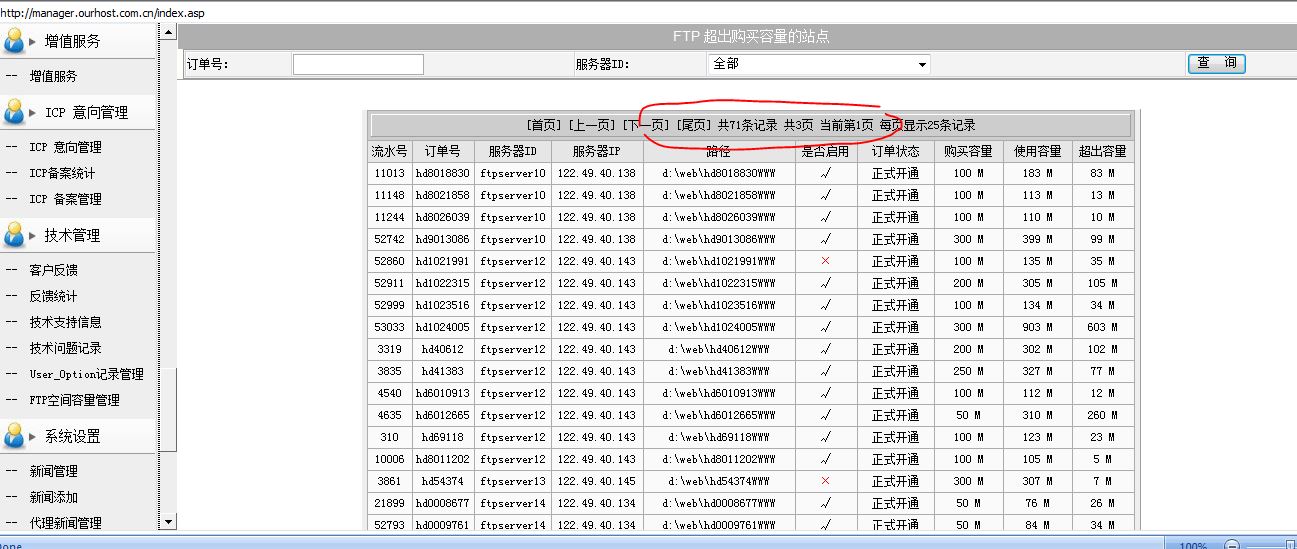 http://manager.ourhost.com.cn/index.asp
增值服务
-- 增值服务
ICP 意向管理
-- ICP 意向管理
-- ICP备案统计
-- ICP 备案管理
技术管理
-- 客户反馈
-- 反馈统计
-- 技术支持信息
-- 技术问题记录
-- User_Option记录管理
-- FTP空间容量管理
系统设置
-- 新闻管理
-- 新闻添加
-- 代理新闻管理
FTP 超出购买容量的站点
订单号: 服务器ID: 全部 查 询
[首页] [上一页] [下一页] [尾页] 共71条记录 共3页 当前第1页 每页显示25条记录
流水号 订单号 服务器ID 服务器IP 路径 是否启用 订单状态 购买容量 使用容量 超出容量
11013 hd8018830 ftpserver10 122.49.40.138 d:\web\hd8018830WWW √ 正式开通 100 M 183 M 83 M
11148 hd8021858 ftpserver10 122.49.40.138 d:\web\hd8021858WWW √ 正式开通 100 M 113 M 13 M
11244 hd8026039 ftpserver10 122.49.40.138 d:\web\hd8026039WWW √ 正式开通 100 M 110 M 10 M
52742 hd9013086 ftpserver10 122.49.40.138 d:\web\hd9013086WWW √ 正式开通 300 M 399 M 99 M
52860 hd1021991 ftpserver12 122.49.40.143 d:\web\hd1021991WWW × 正式开通 100 M 135 M 35 M
52911 hd1022315 ftpserver12 122.49.40.143 d:\web\hd1022315WWW √ 正式开通 200 M 305 M 105 M
52999 hd1023516 ftpserver12 122.49.40.143 d:\web\hd1023516WWW √ 正式开通 100 M 134 M 34 M
53033 hd1024005 ftpserver12 122.49.40.143 d:\web\hd1024005WWW √ 正式开通 300 M 903 M 603 M
3319 hd40612 ftpserver12 122.49.40.143 d:\web\hd40612WWW √ 正式开通 200 M 302 M 102 M
3835 hd41383 ftpserver12 122.49.40.143 d:\web\hd41383WWW √ 正式开通 250 M 327 M 77 M
4540 hd6010913 ftpserver12 122.49.40.143 d:\web\hd6010913WWW √ 正式开通 100 M 112 M 12 M
4635 hd6012665 ftpserver12 122.49.40.143 d:\web\hd6012665WWW √ 正式开通 50 M 310 M 260 M
310 hd69118 ftpserver12 122.49.40.143 d:\web\hd69118WWW √ 正式开通 100 M 123 M 23 M
10006 hd8011202 ftpserver12 122.49.40.143 d:\web\hd8011202WWW √ 正式开通 100 M 105 M 5 M
3861 hd54374 ftpserver13 122.49.40.145 d:\web\hd54374WWW × 正式开通 300 M 307 M 7 M
21899 hd0008677 ftpserver14 122.49.40.134 d:\web\hd0008677WWW √ 正式开通 50 M 76 M 26 M
52793 hd0009761 ftpserver14 122.49.40.134 d:\web\hd0009761WWW √ 正式开通 50 M 84 M 34 M
100%